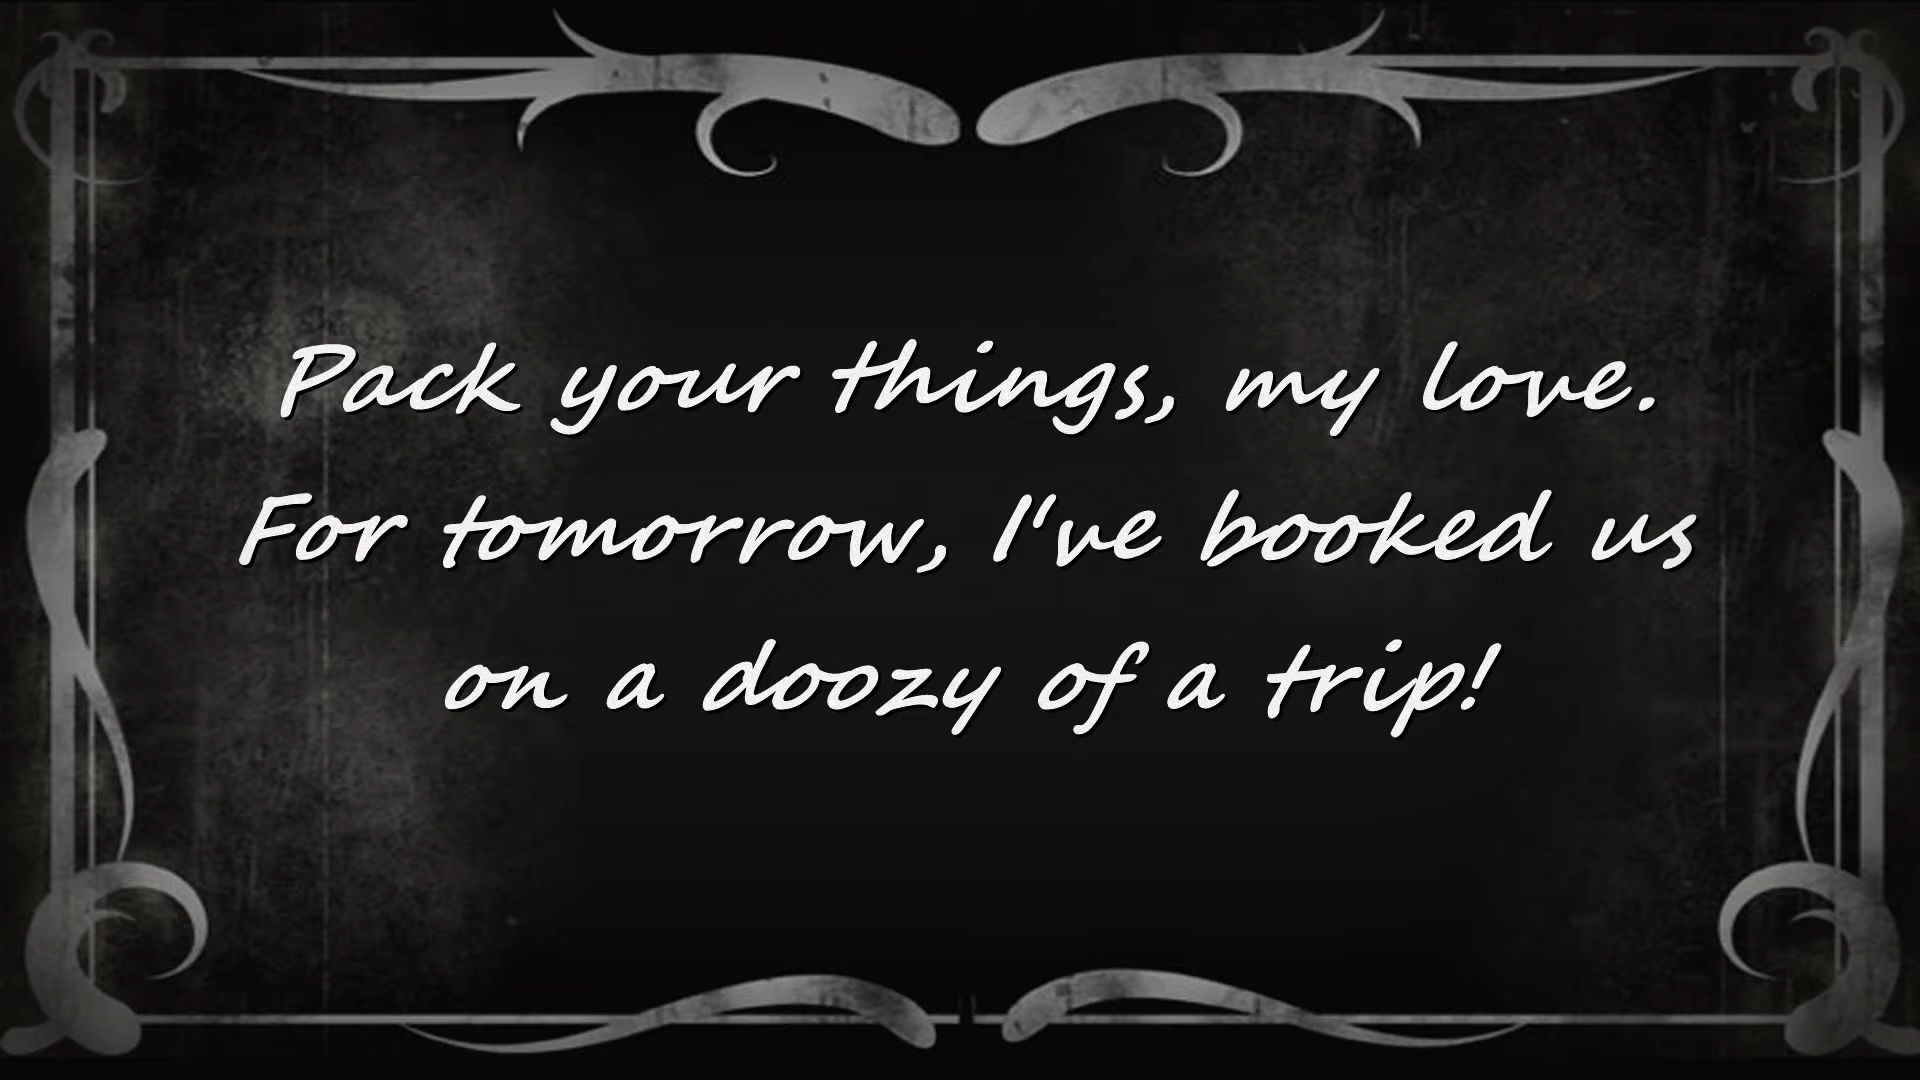 Pack your things, my love.
For tomorrow, I've booked us
on a doozy of a trip!